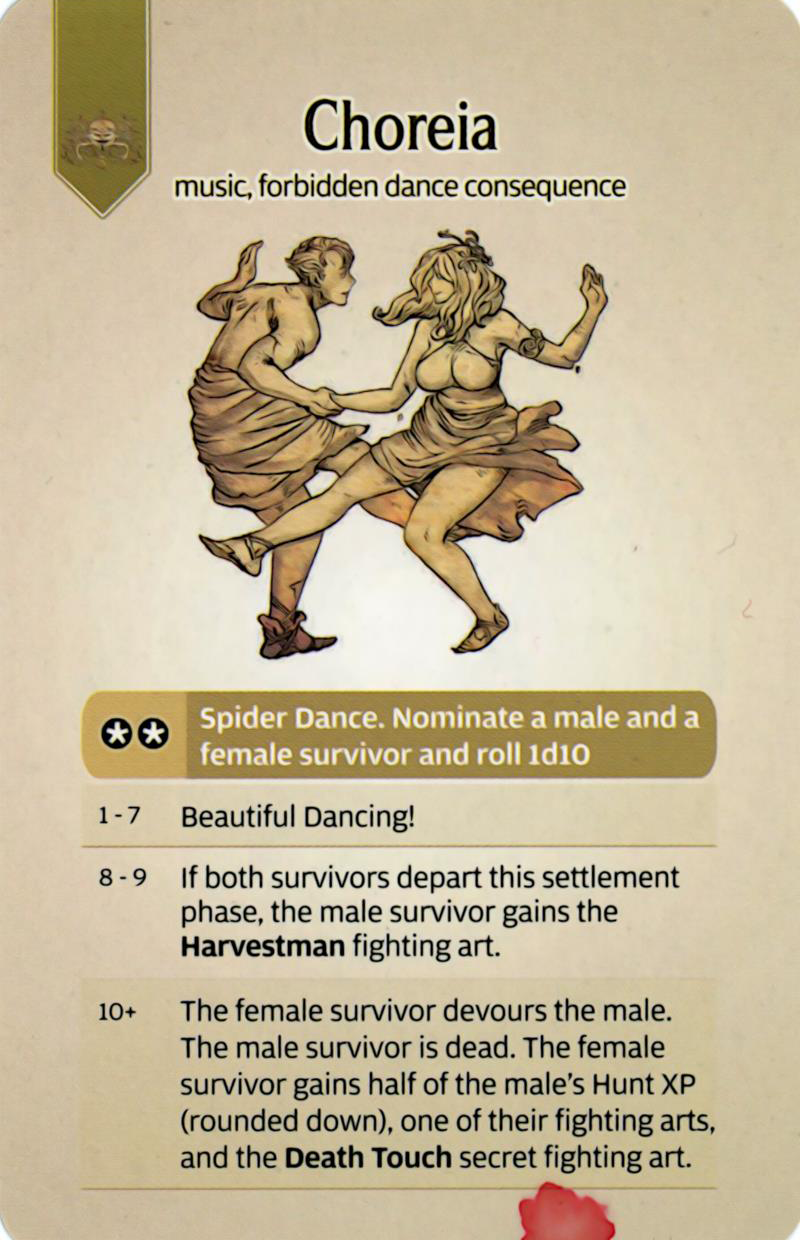 Choreia
music, forbidden dance consequence
Spider Dance. Nominate a male and a
female survivor and roll 1d10
1 - 7 Beautiful Dancing!
8 - 9 If both survivors depart this settlement
phase, the male survivor gains the
Harvestman fighting art.
10+ The female survivor devours the male.
The male survivor is dead. The female
survivor gains half of the male's Hunt XP
(rounded down), one of their fighting arts,
and the Death Touch secret fighting art.